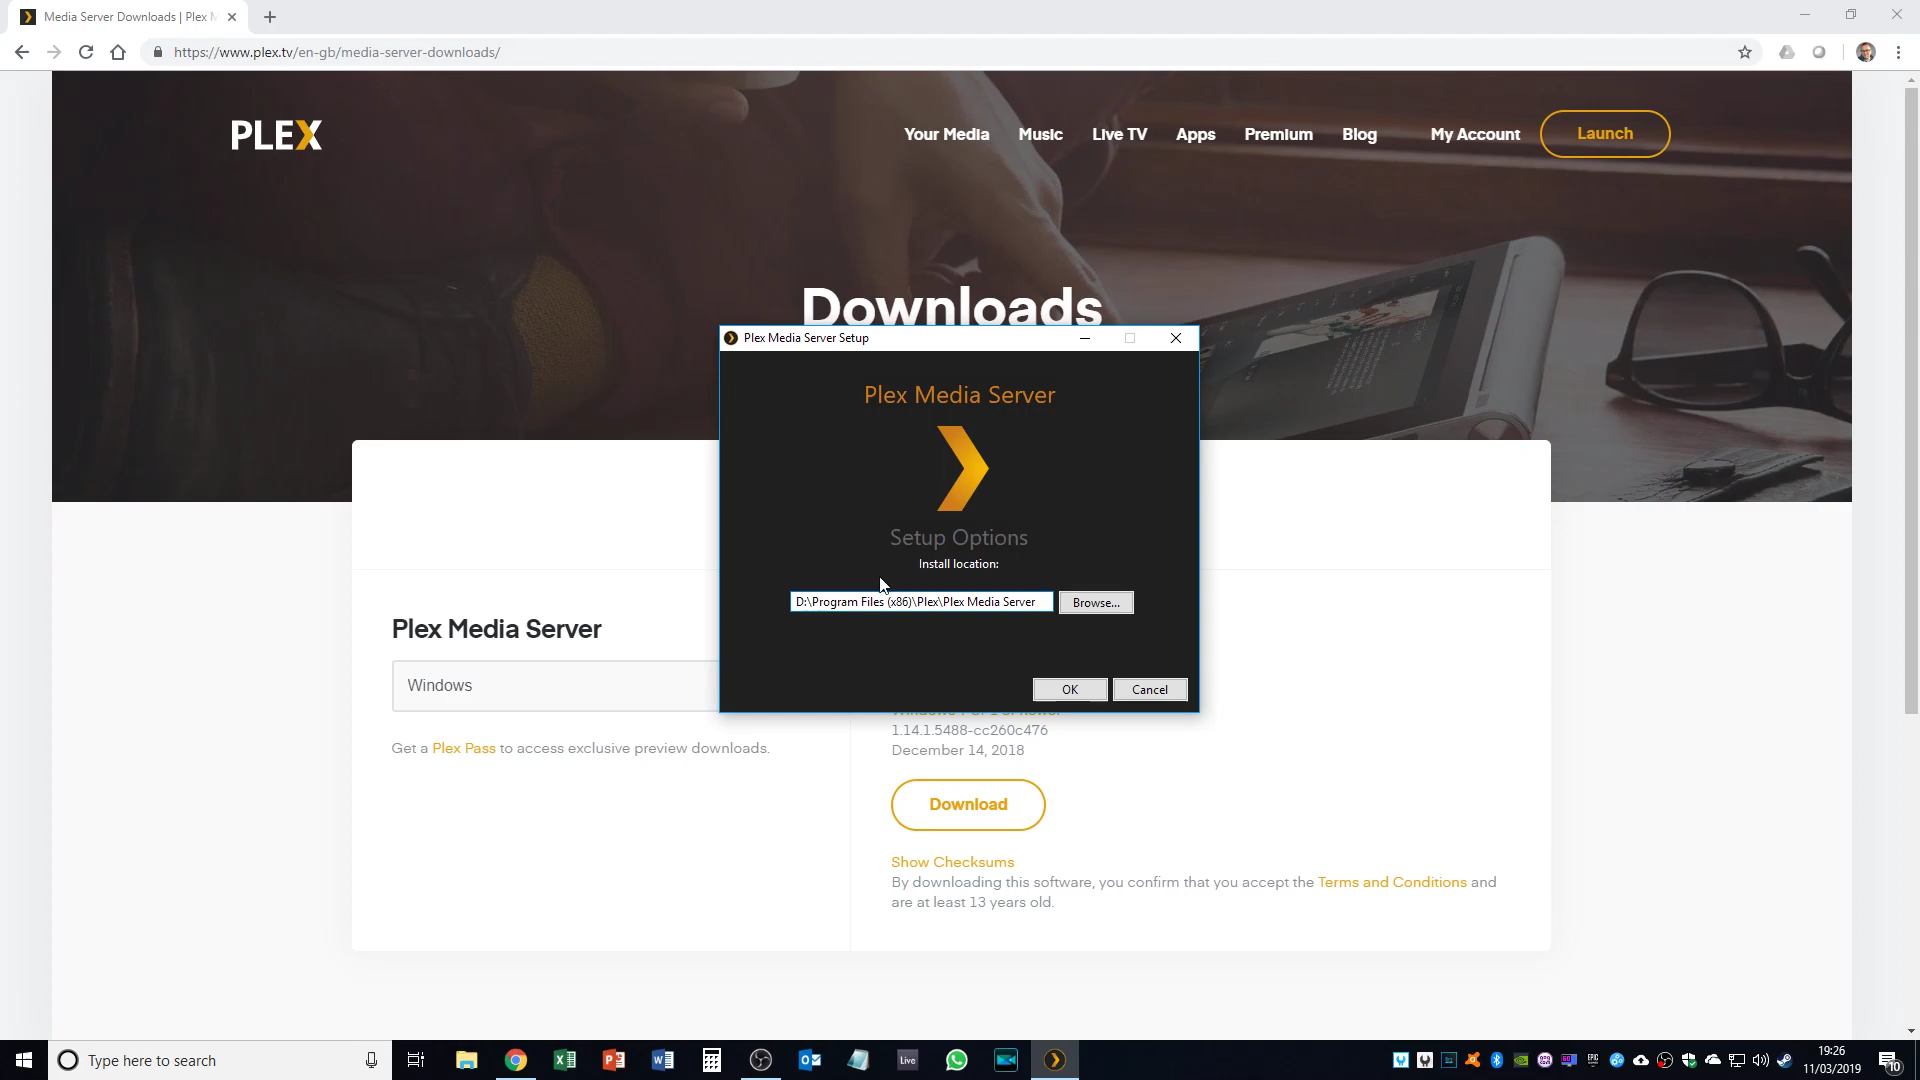 Media Server Downloads | Plex M
https://www.plex.tv/en-gb/media-server-downloads/
PLEX
Your Media
Music
Live TV
Apps
Premium
Blog
My Account
Launch
Downloads
Plex Media Server Setup
Plex Media Server
Setup Options
Install location:
D:\Program Files (x86)\Plex\Plex Media Server
Browse...
OK
Cancel
Plex Media Server
Windows
Get a Plex Pass to access exclusive preview downloads.
1.14.1.5488-cc260c476
December 14, 2018
Download
Show Checksums
By downloading this software, you confirm that you accept the Terms and Conditions and
are at least 13 years old.
Type here to search
Live
19:26
11/03/2019
10